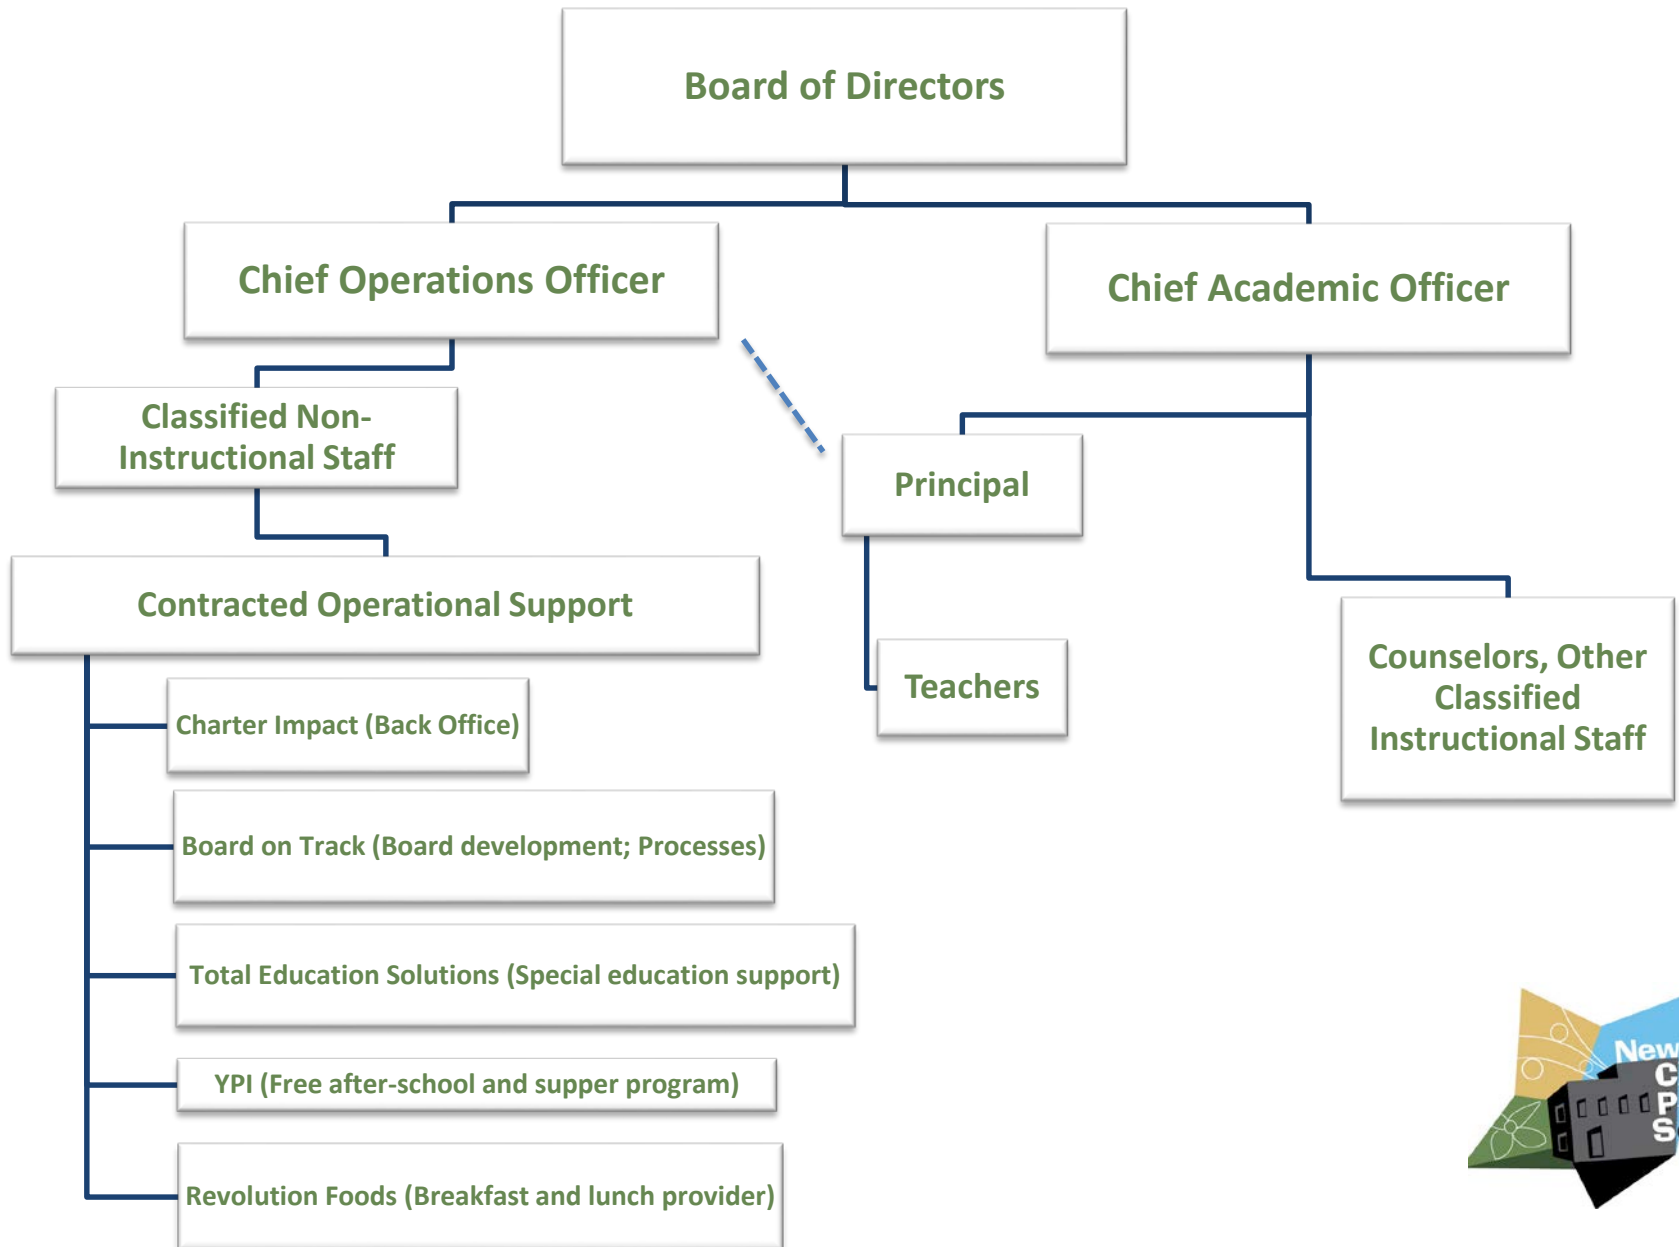 Board of Directors
Chief Operations Officer
Chief Academic Officer
Classified Non-
Instructional Staff
Principal
Contracted Operational Support
Teachers
Counselors, Other
Classified
Instructional Staff
Charter Impact (Back Office)
Board on Track (Board development; Processes)
Total Education Solutions (Special education support)
YPI (Free after-school and supper program)
Revolution Foods (Breakfast and lunch provider)
New
C
P
S